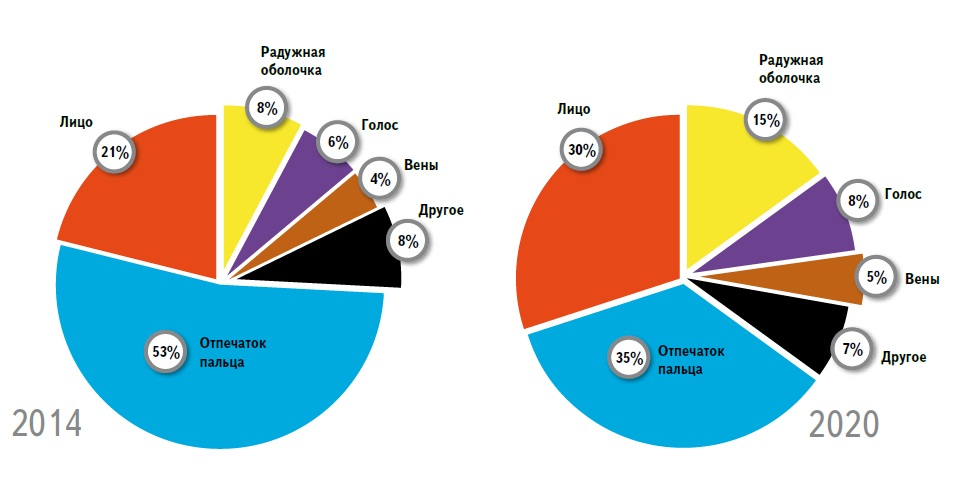 Радужная
оболочка
8%
Лицо
21%
Голос
6%
Вены
4%
Другое
8%
Отпечаток
пальца
53%
2014
Радужная
оболочка
15%
Лицо
30%
Голос
8%
Вены
5%
Другое
7%
Отпечаток
пальца
35%
2020